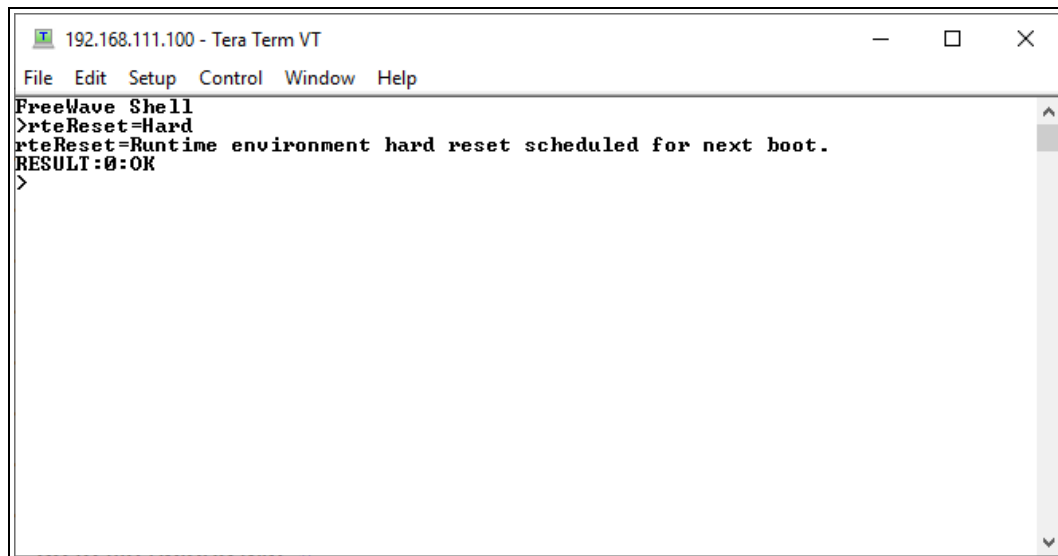 192.168.111.100 - Tera Term VT
File Edit Setup Control Window Help
FreeWave Shell
>rteReset=Hard
rteReset=Runtime environment hard reset scheduled for next boot.
RESULT:0:OK
>